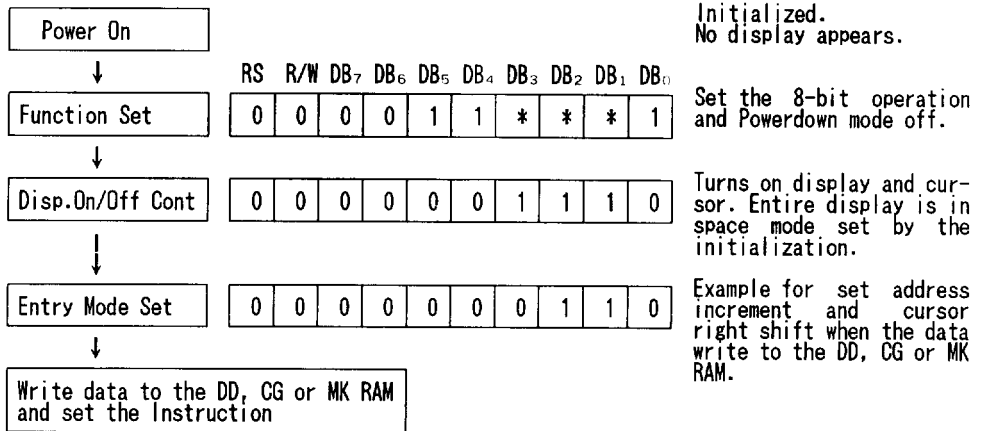 Power On
Initialized.
No display appears.
RS R/W DB7 DB6 DB5 DB4 DB3 DB2 DB1 DB0
Function Set
0 0 0 0 1 1 * * * 1
Set the 8-bit operation
and Powerdown mode off.
Disp.On/Off Cont
0 0 0 0 0 0 1 1 1 0
Turns on display and cur-
sor. Entire display is in
space mode set by the
initialization.
Entry Mode Set
0 0 0 0 0 0 0 1 1 0
Example for set address
increment and cursor
right shift when the data
write to the DD, CG or MK
RAM.
Write data to the DD, CG or MK RAM
and set the Instruction